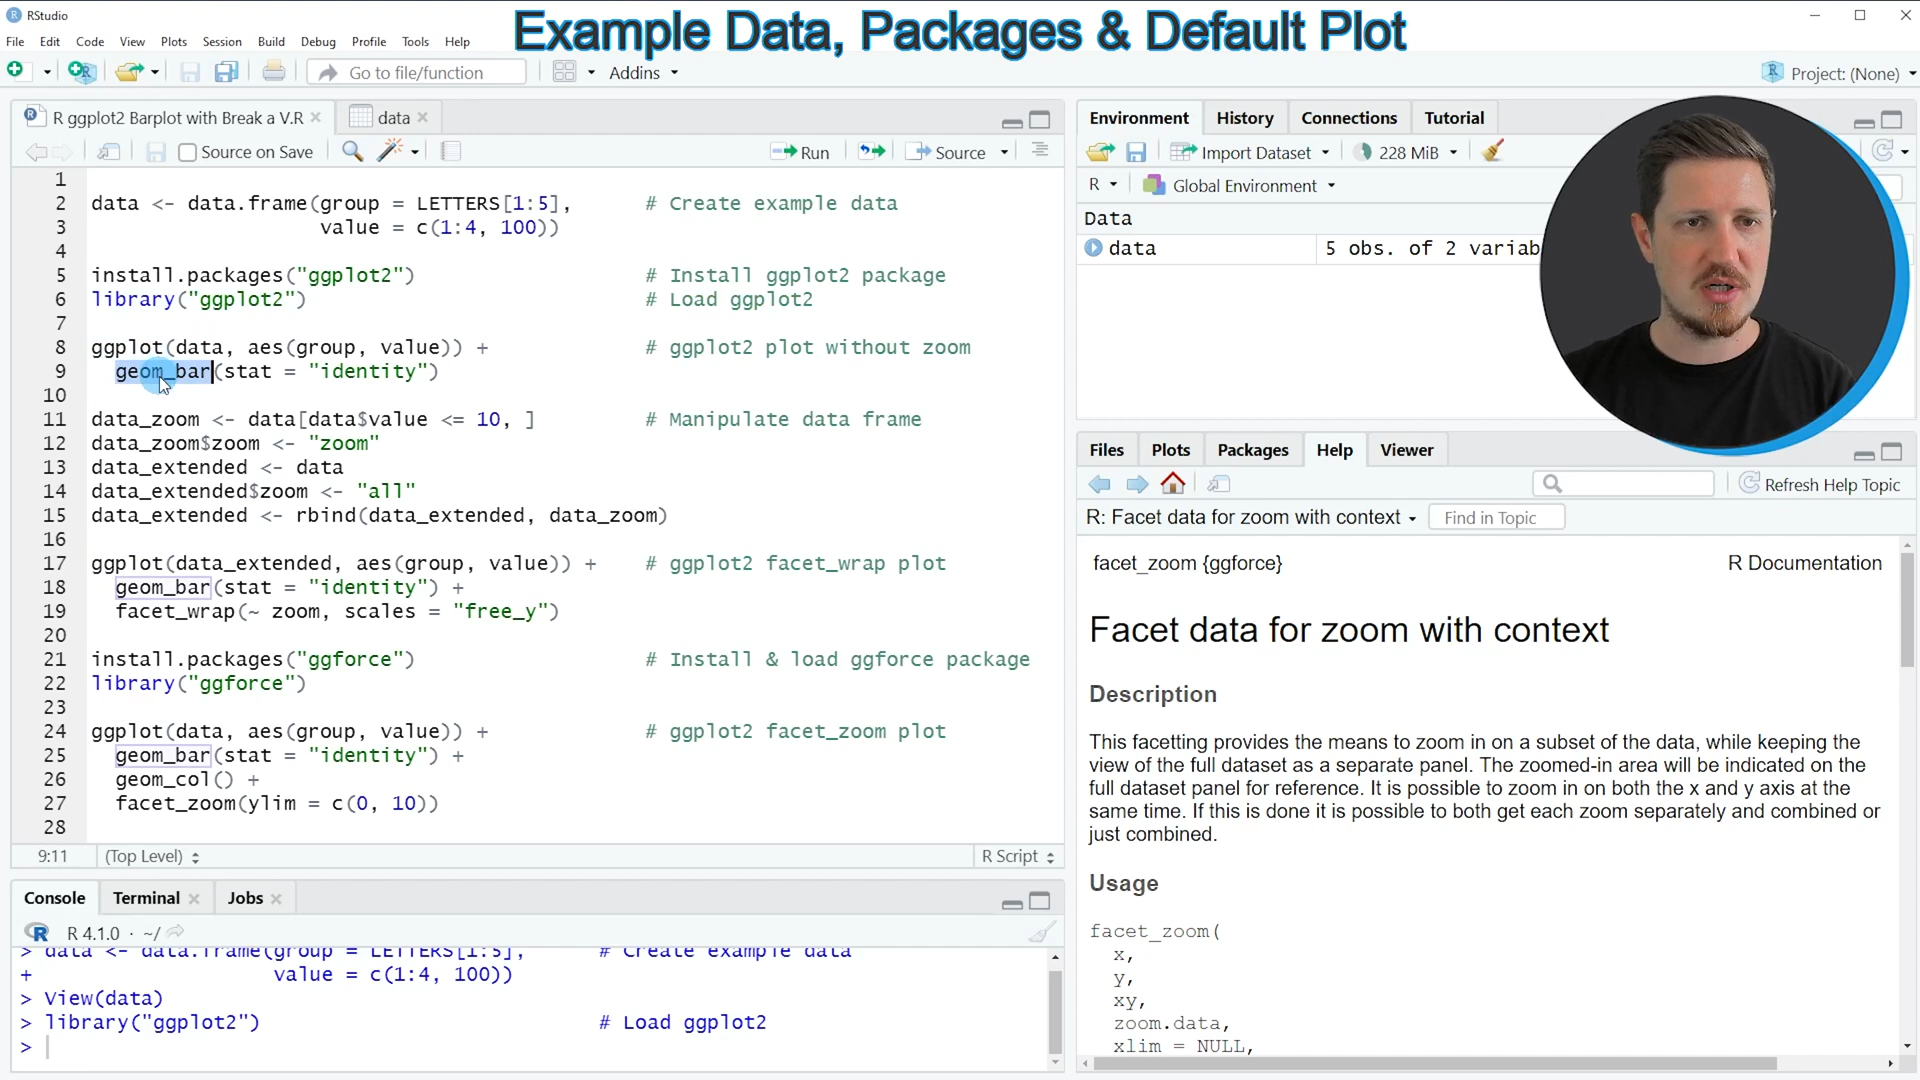 RStudio
Example Data, Packages & Default Plot
File Edit Code View Plots Session Build Debug Profile Tools Help
Go to file/function
Addins
Project: (None)
R ggplot2 Barplot with Break a V.R
data
Source on Save
Run
Source
1
2 data <- data.frame(group = LETTERS[1:5], # Create example data
3 value = c(1:4, 100))
4
5 install.packages("ggplot2") # Install ggplot2 package
6 library("ggplot2") # Load ggplot2
7
8 ggplot(data, aes(group, value)) + # ggplot2 plot without zoom
9 geom_bar(stat = "identity")
10
11 data_zoom <- data[data$value <= 10, ] # Manipulate data frame
12 data_zoom$zoom <- "zoom"
13 data_extended <- data
14 data_extended$zoom <- "all"
15 data_extended <- rbind(data_extended, data_zoom)
16
17 ggplot(data_extended, aes(group, value)) + # ggplot2 facet_wrap plot
18 geom_bar(stat = "identity") +
19 facet_wrap(~ zoom, scales = "free_y")
20
21 install.packages("ggforce") # Install & load ggforce package
22 library("ggforce")
23
24 ggplot(data, aes(group, value)) + # ggplot2 facet_zoom plot
25 geom_bar(stat = "identity") +
26 geom_col() +
27 facet_zoom(ylim = c(0, 10))
28
9:11 (Top Level) R Script
Console Terminal Jobs
R 4.1.0 · ~/
> data <- data.frame(group = LETTERS[1:5], # Create example data
+ value = c(1:4, 100))
> View(data)
> library("ggplot2") # Load ggplot2
>
Environment History Connections Tutorial
Import Dataset 228 MiB
R Global Environment
Data
data 5 obs. of 2 variab
Files Plots Packages Help Viewer
Refresh Help Topic
R: Facet data for zoom with context Find in Topic
facet_zoom {ggforce} R Documentation
Facet data for zoom with context
Description
This facetting provides the means to zoom in on a subset of the data, while keeping the
view of the full dataset as a separate panel. The zoomed-in area will be indicated on the
full dataset panel for reference. It is possible to zoom in on both the x and y axis at the
same time. If this is done it is possible to both get each zoom separately and combined or
just combined.
Usage
facet_zoom(
x,
y,
xy,
zoom.data,
xlim = NULL,